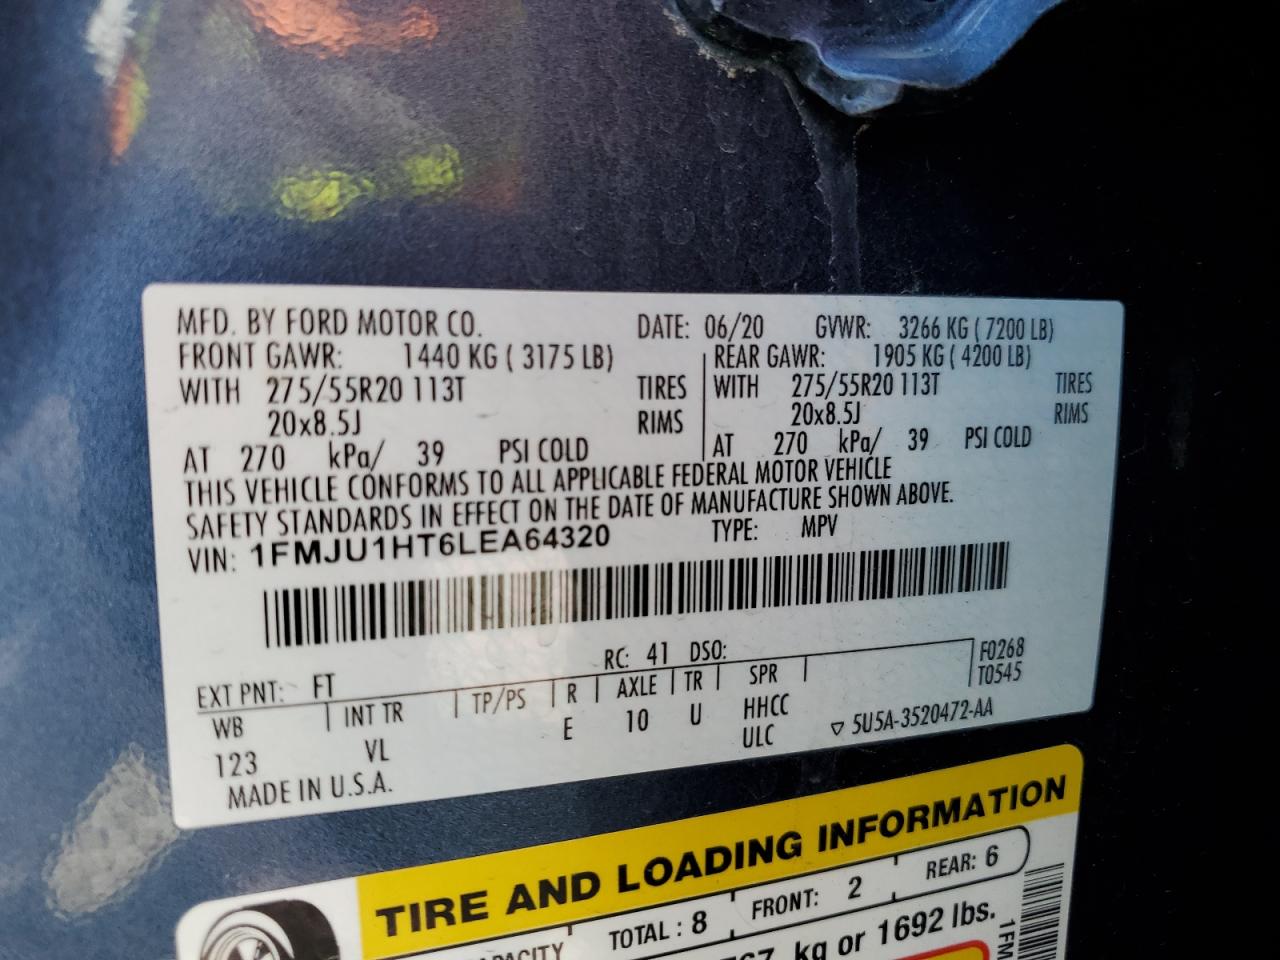 MFD. BY FORD MOTOR CO. DATE: 06/20 GVWR: 3266 KG ( 7200 LB)
FRONT GAWR: 1440 KG ( 3175 LB) REAR GAWR: 1905 KG ( 4200 LB)
WITH 275/55R20 113T TIRES WITH 275/55R20 113T TIRES
20x8.5J RIMS 20x8.5J RIMS
AT 270 kPa/ 39 PSI COLD AT 270 kPa/ 39 PSI COLD
THIS VEHICLE CONFORMS TO ALL APPLICABLE FEDERAL MOTOR VEHICLE
SAFETY STANDARDS IN EFFECT ON THE DATE OF MANUFACTURE SHOWN ABOVE.
VIN: 1FMJU1HT6LEA64320 TYPE: MPV
EXT PNT: FT RC: 41 DSO: F0268
T0545
WB INT TR TP/PS R AXLE TR SPR
123 VL E 10 U HHCC
ULC ▽ 5U5A-3520472-AA
MADE IN U.S.A.
TIRE AND LOADING INFORMATION
TOTAL : 8 FRONT: 2 REAR: 6
kg or 1692 lbs.